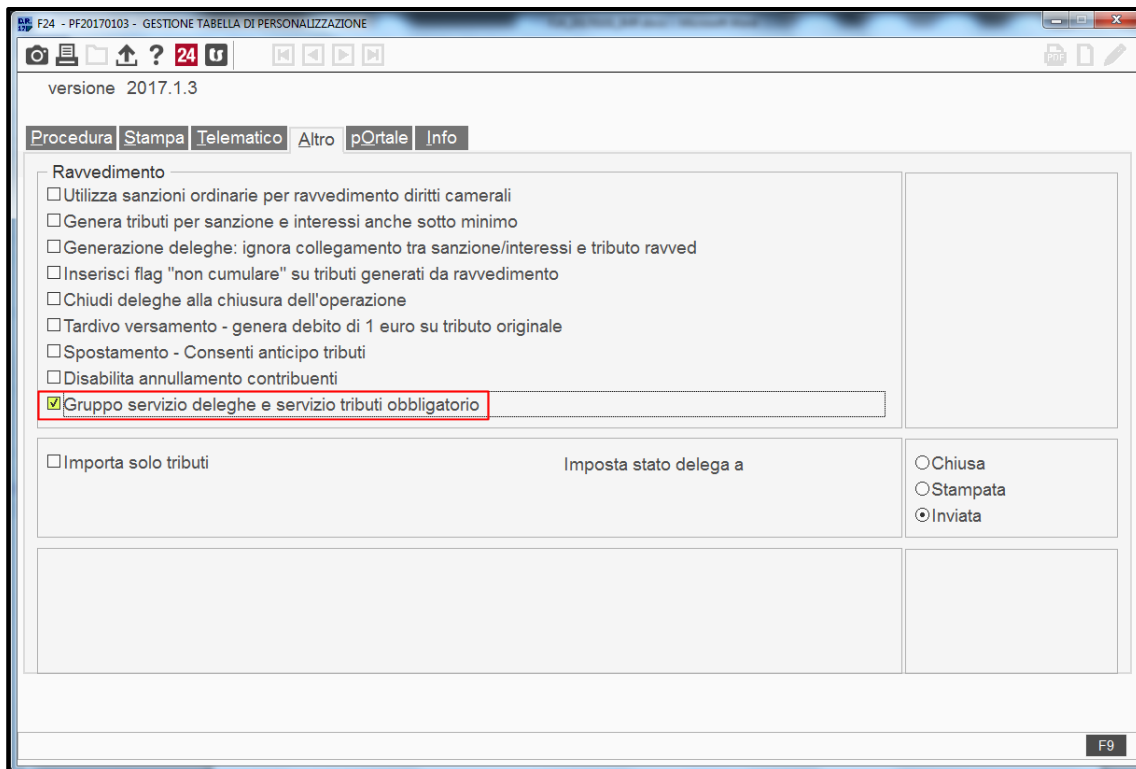 F24 - PF20170103 - GESTIONE TABELLA DI PERSONALIZZAZIONE
24
versione 2017.1.3
Procedura Stampa Telematico Altro pOrtale Info
Ravvedimento
Utilizza sanzioni ordinarie per ravvedimento diritti camerali
Genera tributi per sanzione e interessi anche sotto minimo
Generazione deleghe: ignora collegamento tra sanzione/interessi e tributo ravved
Inserisci flag "non cumulare" su tributi generati da ravvedimento
Chiudi deleghe alla chiusura dell'operazione
Tardivo versamento - genera debito di 1 euro su tributo originale
Spostamento - Consenti anticipo tributi
Disabilita annullamento contribuenti
Gruppo servizio deleghe e servizio tributi obbligatorio
Importa solo tributi Imposta stato delega a
Chiusa
Stampata
Inviata
F9